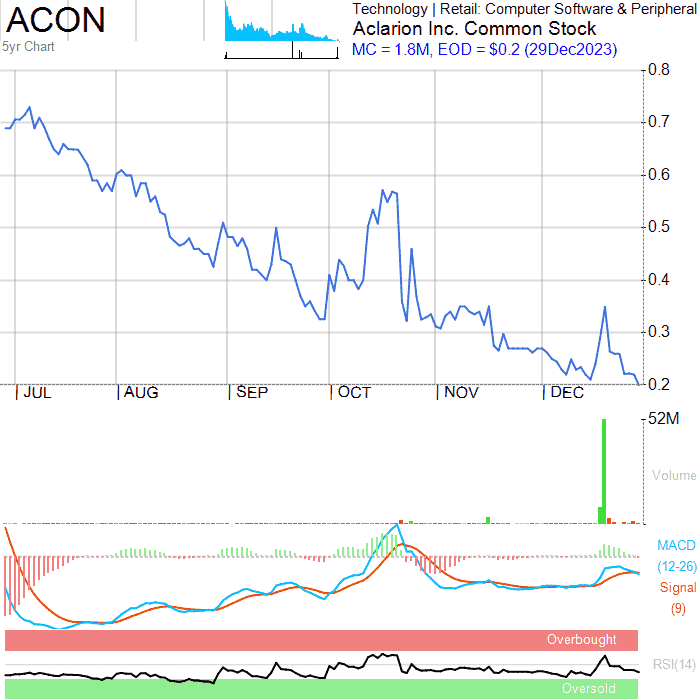 ACON
5yr Chart
Technology | Retail: Computer Software & Peripheral
Aclarion Inc. Common Stock
MC = 1.8M, EOD = $0.2 (29Dec2023)
0.8
0.7
0.6
0.5
0.4
0.3
0.2
JUL AUG SEP OCT NOV DEC
52M
Volume
MACD
(12-26)
Signal
(9)
Overbought
RSI(14)
Oversold